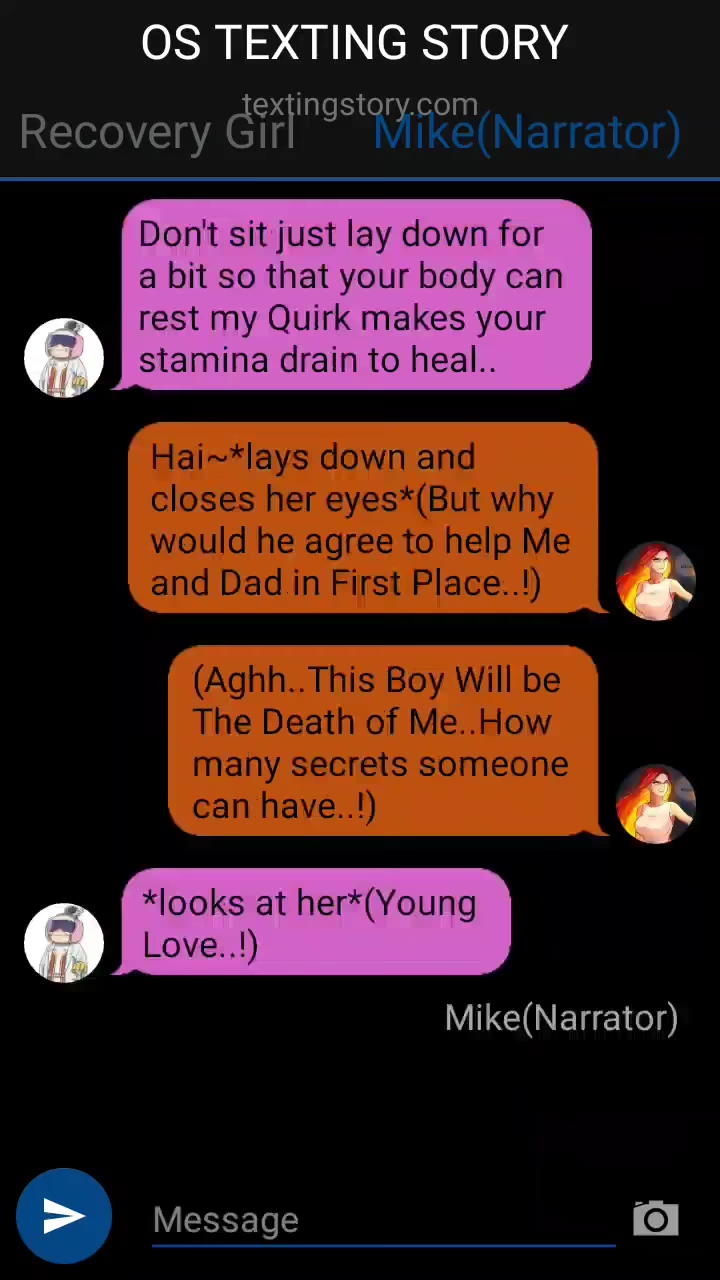 OS TEXTING STORY
textingstory.com
Recovery Girl
Mike(Narrator)
Don't sit just lay down for
a bit so that your body can
rest my Quirk makes your
stamina drain to heal..
Hai~*lays down and
closes her eyes*(But why
would he agree to help Me
and Dad in First Place..!)
(Aghh..This Boy Will be
The Death of Me..How
many secrets someone
can have..!)
*looks at her*(Young
Love..!)
Mike(Narrator)
Message